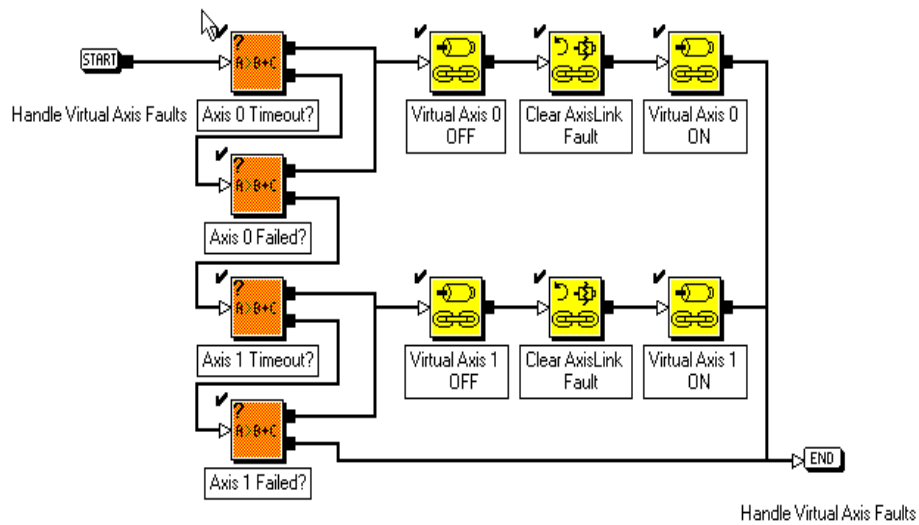 START
?
A>B+C
Handle Virtual Axis Faults
Axis 0 Timeout?
Virtual Axis 0
OFF
Clear AxisLink
Fault
Virtual Axis 0
ON
?
A>B+C
Axis 0 Failed?
?
A>B+C
Axis 1 Timeout?
Virtual Axis 1
OFF
Clear AxisLink
Fault
Virtual Axis 1
ON
?
A>B+C
Axis 1 Failed?
END
Handle Virtual Axis Faults